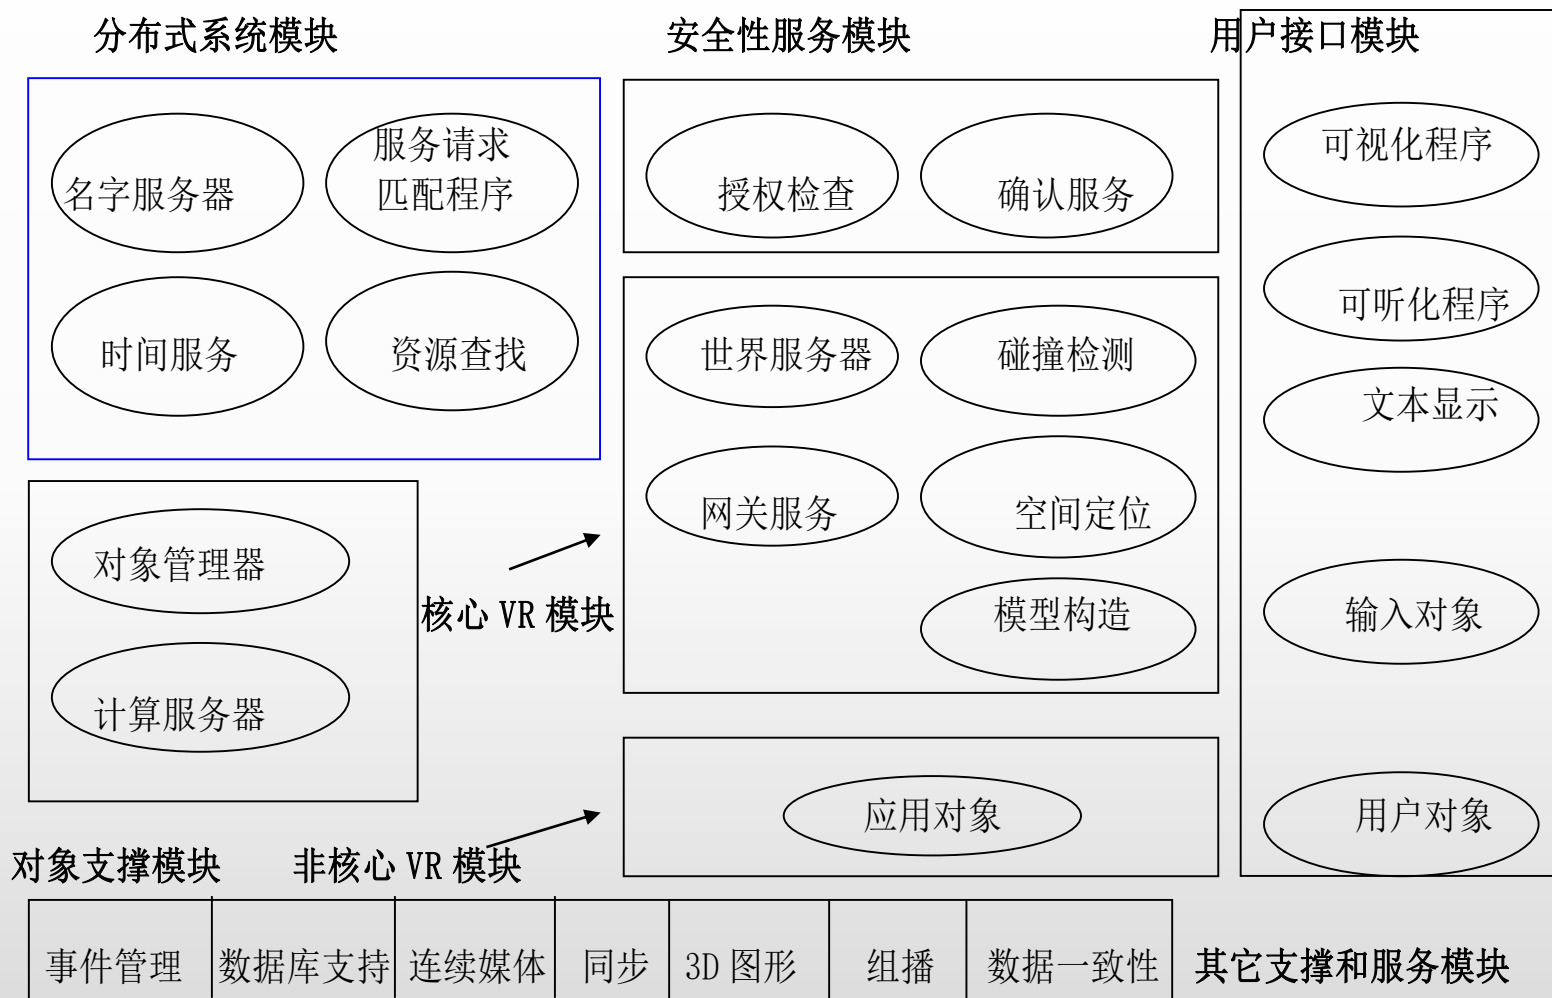 分布式系统模块
安全性服务模块
用户接口模块
名字服务器
服务请求
匹配程序
时间服务
资源查找
授权检查
确认服务
世界服务器
碰撞检测
网关服务
空间定位
模型构造
可视化程序
可听化程序
文本显示
输入对象
用户对象
对象管理器
计算服务器
核心 VR 模块
应用对象
对象支撑模块
非核心 VR 模块
事件管理
数据库支持
连续媒体
同步
3D 图形
组播
数据一致性
其它支撑和服务模块